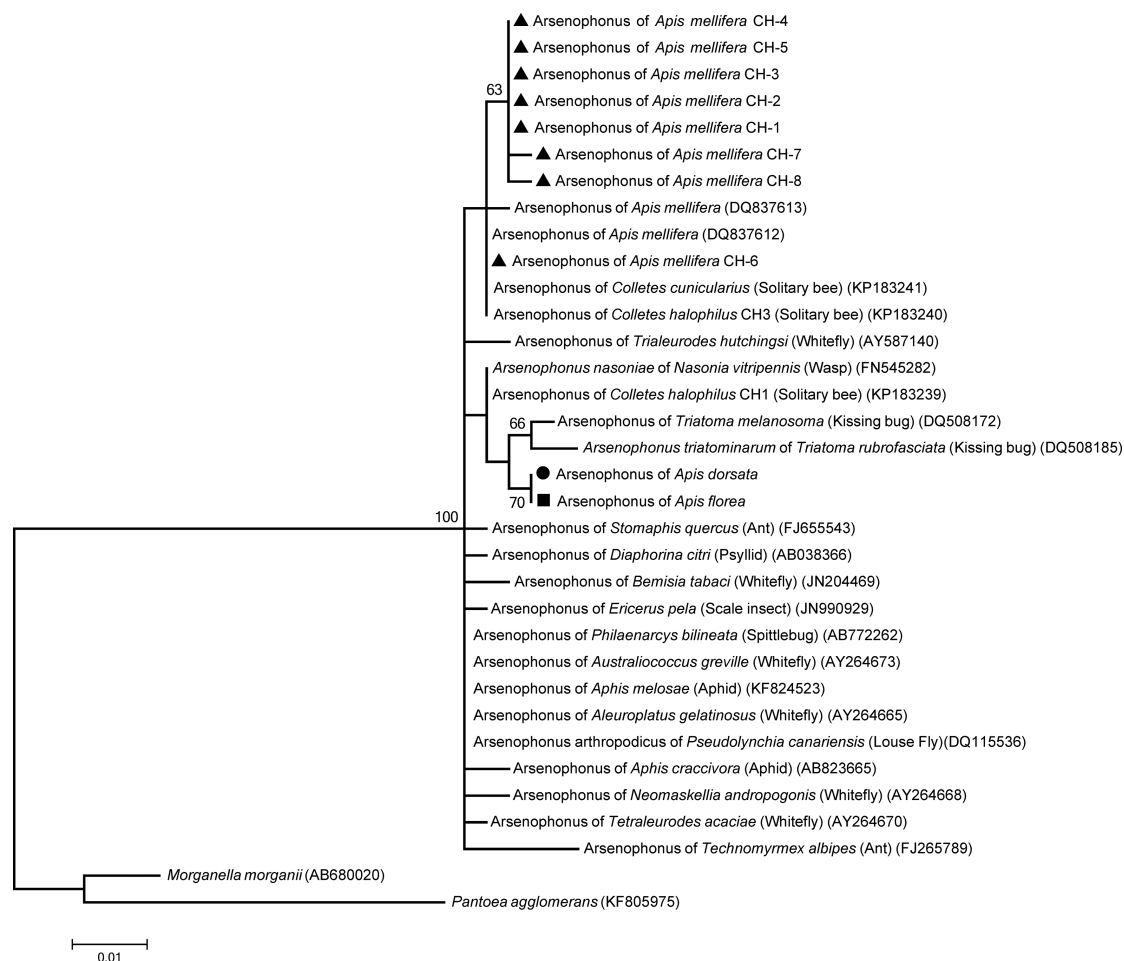 Arsenophonus of Apis mellifera CH-4
Arsenophonus of Apis mellifera CH-5
Arsenophonus of Apis mellifera CH-3
63
Arsenophonus of Apis mellifera CH-2
Arsenophonus of Apis mellifera CH-1
Arsenophonus of Apis mellifera CH-7
Arsenophonus of Apis mellifera CH-8
Arsenophonus of Apis mellifera (DQ837613)
Arsenophonus of Apis mellifera (DQ837612)
Arsenophonus of Apis mellifera CH-6
Arsenophonus of Colletes cunicularius (Solitary bee) (KP183241)
Arsenophonus of Colletes halophilus CH3 (Solitary bee) (KP183240)
Arsenophonus of Trialeurodes hutchingsi (Whitefly) (AY587140)
Arsenophonus nasoniae of Nasonia vitripennis (Wasp) (FN545282)
Arsenophonus of Colletes halophilus CH1 (Solitary bee) (KP183239)
66
Arsenophonus of Triatoma melanosoma (Kissing bug) (DQ508172)
Arsenophonus triatominarum of Triatoma rubrofasciata (Kissing bug) (DQ508185)
Arsenophonus of Apis dorsata
70
Arsenophonus of Apis florea
100
Arsenophonus of Stomaphis quercus (Ant) (FJ655543)
Arsenophonus of Diaphorina citri (Psyllid) (AB038366)
Arsenophonus of Bemisia tabaci (Whitefly) (JN204469)
Arsenophonus of Ericerus pela (Scale insect) (JN990929)
Arsenophonus of Philaenarcys bilineata (Spittlebug) (AB772262)
Arsenophonus of Australiococcus greville (Whitefly) (AY264673)
Arsenophonus of Aphis melosae (Aphid) (KF824523)
Arsenophonus of Aleuroplatus gelatinosus (Whitefly) (AY264665)
Arsenophonus arthropodicus of Pseudolynchia canariensis (Louse Fly)(DQ115536)
Arsenophonus of Aphis craccivora (Aphid) (AB823665)
Arsenophonus of Neomaskellia andropogonis (Whitefly) (AY264668)
Arsenophonus of Tetraleurodes acaciae (Whitefly) (AY264670)
Arsenophonus of Technomyrmex albipes (Ant) (FJ265789)
Morganella morganii (AB680020)
Pantoea agglomerans (KF805975)
0.01